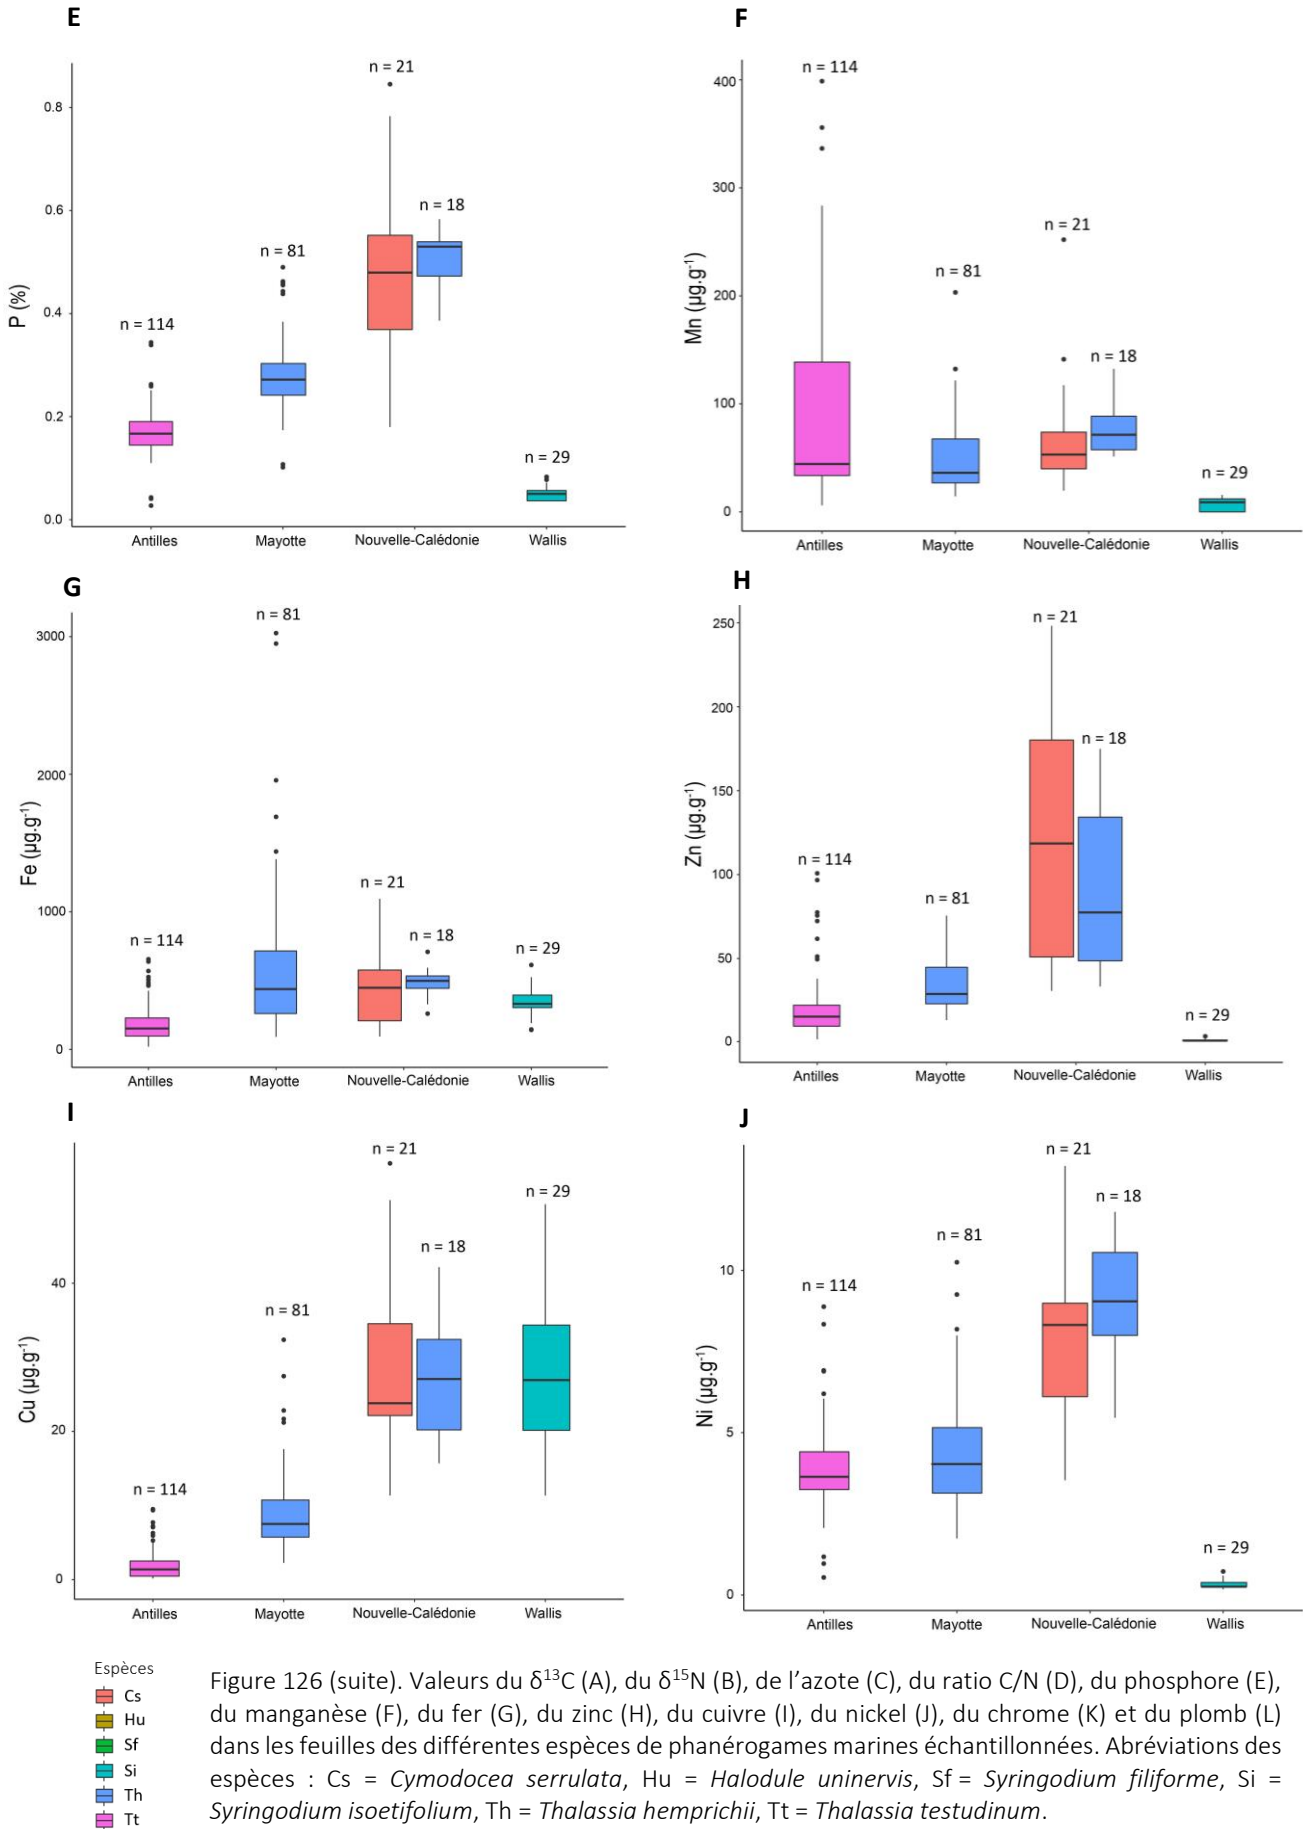 E
P (%)
0.8
0.6
0.4
0.2
0.0
n = 114
n = 81
n = 21
n = 18
n = 29
Antilles
Mayotte
Nouvelle-Calédonie
Wallis
F
Mn (µg.g⁻¹)
400
300
200
100
0
n = 114
n = 81
n = 21
n = 18
n = 29
Antilles
Mayotte
Nouvelle-Calédonie
Wallis
G
Fe (µg.g⁻¹)
3000
2000
1000
0
n = 114
n = 81
n = 21
n = 18
n = 29
Antilles
Mayotte
Nouvelle-Calédonie
Wallis
H
Zn (µg.g⁻¹)
250
200
150
100
50
0
n = 114
n = 81
n = 21
n = 18
n = 29
Antilles
Mayotte
Nouvelle-Calédonie
Wallis
I
Cu (µg.g⁻¹)
40
20
0
n = 114
n = 81
n = 21
n = 18
n = 29
Antilles
Mayotte
Nouvelle-Calédonie
Wallis
J
Ni (µg.g⁻¹)
10
5
0
n = 114
n = 81
n = 21
n = 18
n = 29
Antilles
Mayotte
Nouvelle-Calédonie
Wallis
Espèces
Cs
Hu
Sf
Si
Th
Tt
Figure 126 (suite). Valeurs du δ¹³C (A), du δ¹⁵N (B), de l’azote (C), du ratio C/N (D), du phosphore (E),
du manganèse (F), du fer (G), du zinc (H), du cuivre (I), du nickel (J), du chrome (K) et du plomb (L)
dans les feuilles des différentes espèces de phanérogames marines échantillonnées. Abréviations des
espèces : Cs = Cymodocea serrulata, Hu = Halodule uninervis, Sf = Syringodium filiforme, Si =
Syringodium isoetifolium, Th = Thalassia hemprichii, Tt = Thalassia testudinum.